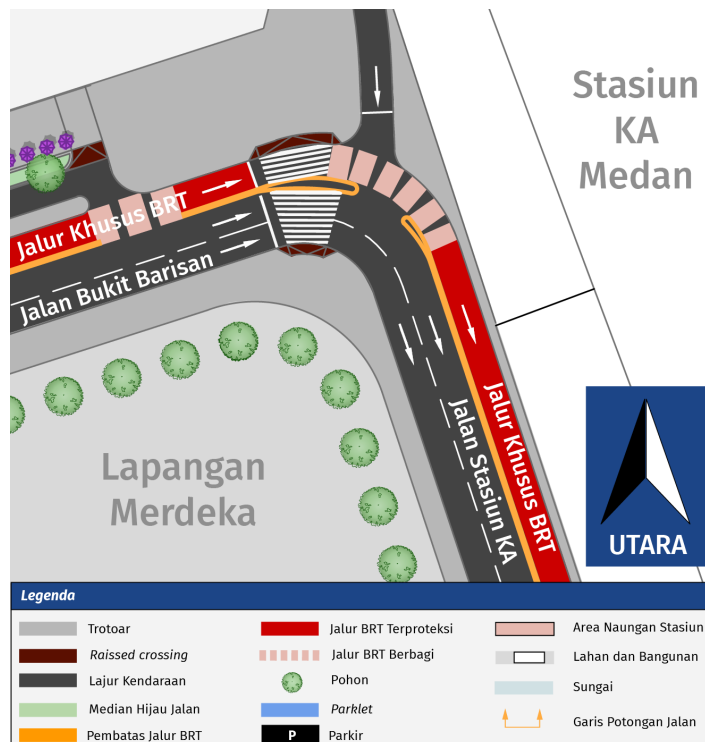 Stasiun
KA
Medan
Jalur Khusus BRT
Jalan Bukit Barisan
Lapangan
Merdeka
Jalan Stasiun KA
Jalur Khusus BRT
UTARA
Legenda
Trotoar
Raissed crossing
Lajur Kendaraan
Median Hijau Jalan
Pembatas Jalur BRT
Jalur BRT Terproteksi
Jalur BRT Berbagi
Pohon
Parklet
P Parkir
Area Naungan Stasiun
Lahan dan Bangunan
Sungai
Garis Potongan Jalan